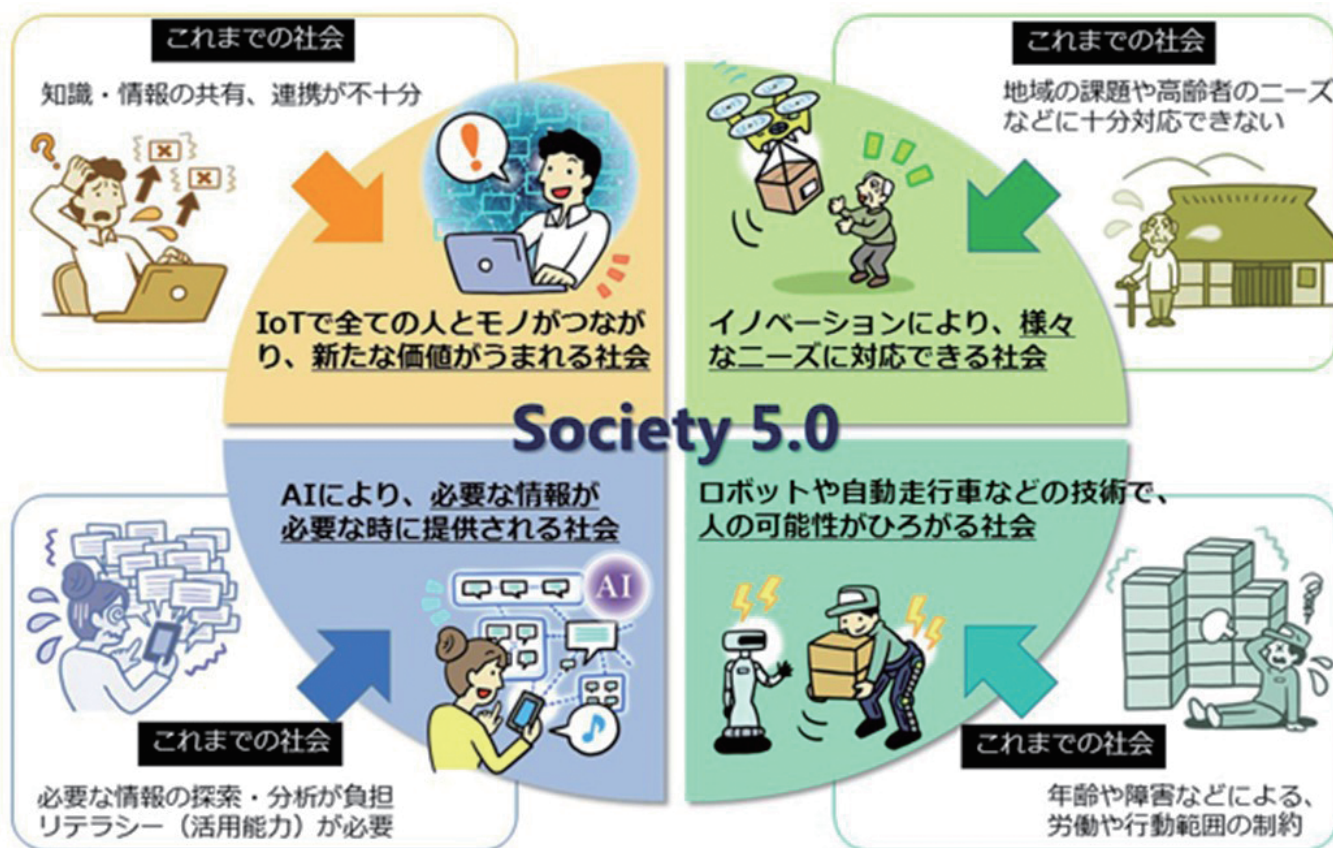 これまでの社会
知識・情報の共有、連携が不十分
?
!
IoTで全ての人とモノがつなが
り、新たな価値がうまれる社会
これまでの社会
地域の課題や高齢者のニーズ
などに十分対応できない
イノベーションにより、様々
なニーズに対応できる社会
Society 5.0
AIにより、必要な情報が
必要な時に提供される社会
AI
これまでの社会
必要な情報の探索・分析が負担
リテラシー（活用能力）が必要
ロボットや自動走行車などの技術で、
人の可能性がひろがる社会
これまでの社会
年齢や障害などによる、
労働や行動範囲の制約